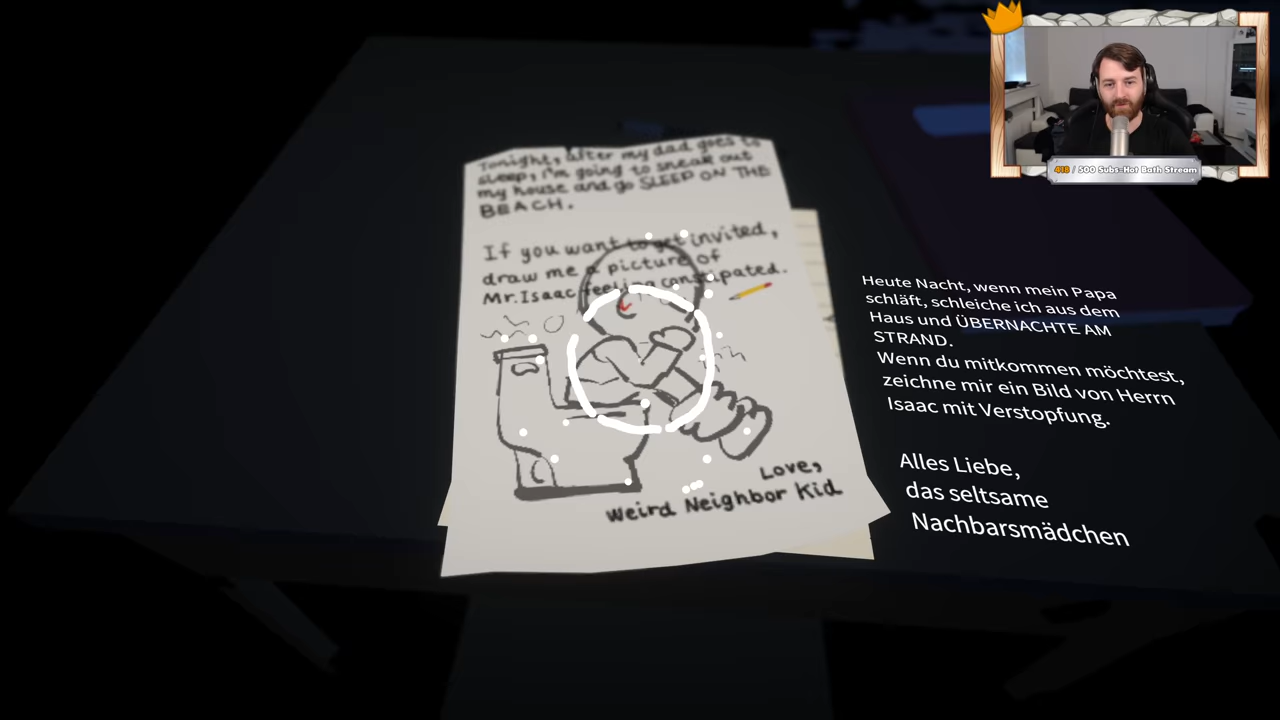 418 / 500 Subs-Hot Bath Stream
Tonight, after my dad goes to
sleep, i'm going to sneak out
my house and go SLEEP ON THE
BEACH.
If you want to get invited,
draw me a picture of
Mr.Isaac feeling constipated.
Love,
Weird Neighbor Kid
Heute Nacht, wenn mein Papa
schläft, schleiche ich aus dem
Haus und ÜBERNACHTE AM
STRAND.
Wenn du mitkommen möchtest,
zeichne mir ein Bild von Herrn
Isaac mit Verstopfung.
Alles Liebe,
das seltsame
Nachbarsmädchen